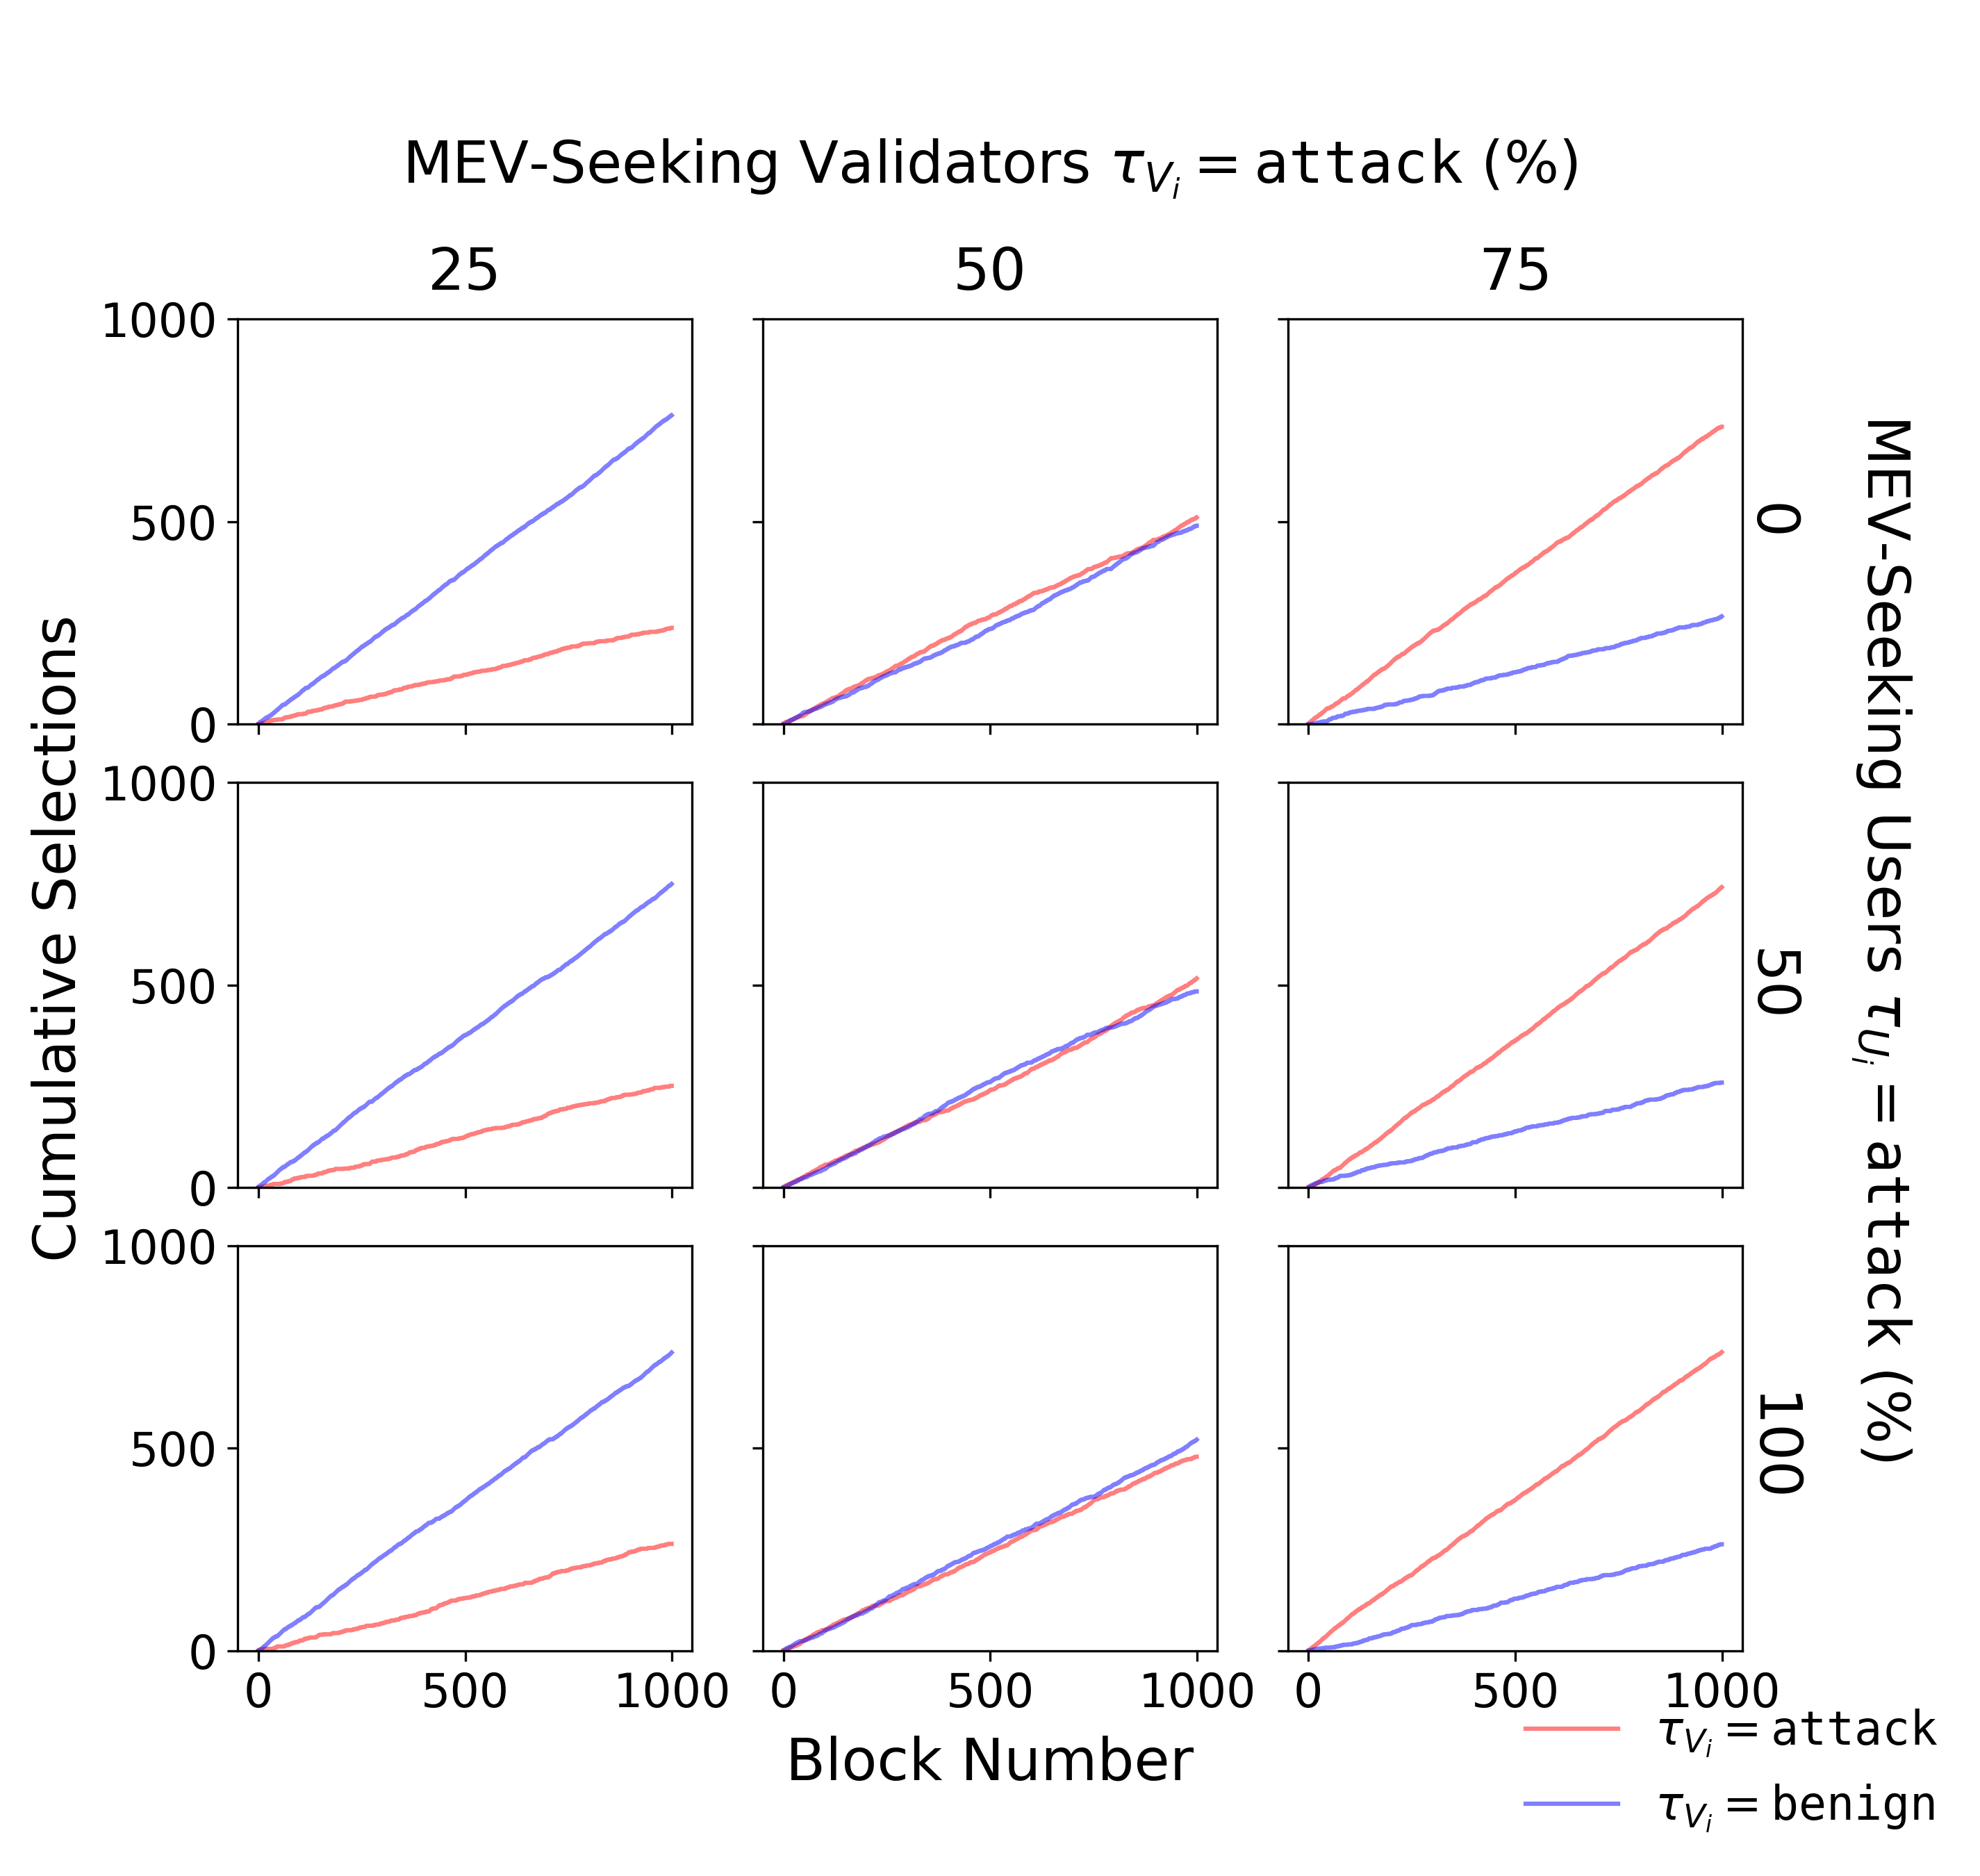 MEV-Seeking Validators τ_{V_i} = attack (%)
25 50 75
1000
500
0
0
1000
500
0
50
1000
500
0
100
Cumulative Selections
MEV-Seeking Users τ_{U_i} = attack (%)
0 500 1000 0 500 1000 0 500 1000
Block Number
τ_{V_i} = attack
τ_{V_i} = benign